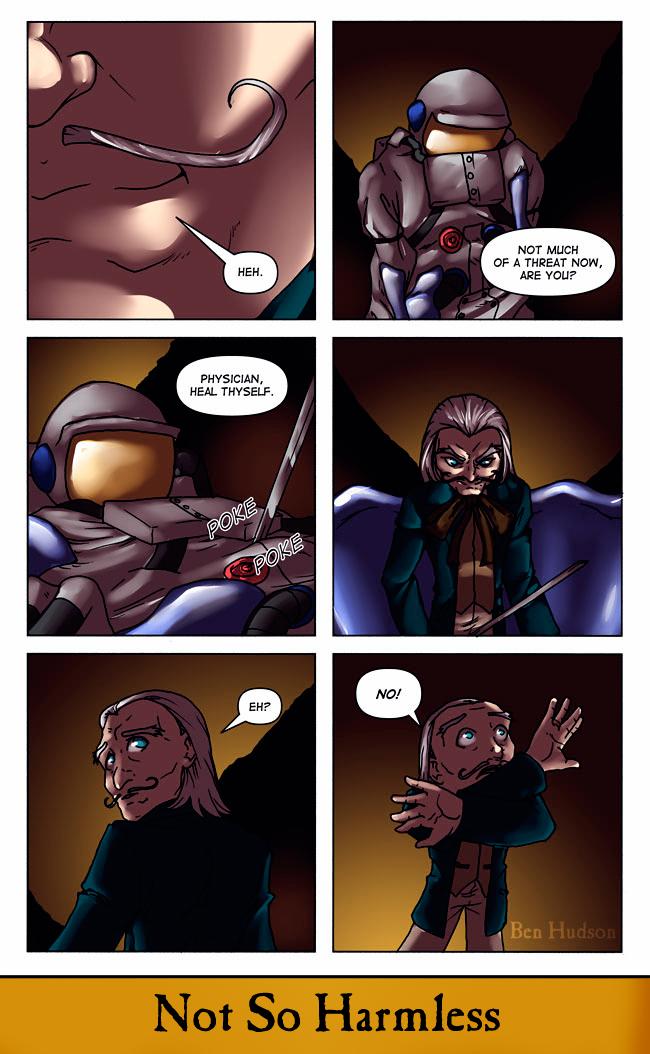 HEH.
NOT MUCH
OF A THREAT NOW,
ARE YOU?
PHYSICIAN,
HEAL THYSELF.
POKE
POKE
EH?
NO!
Ben Hudson
Not So Harmless